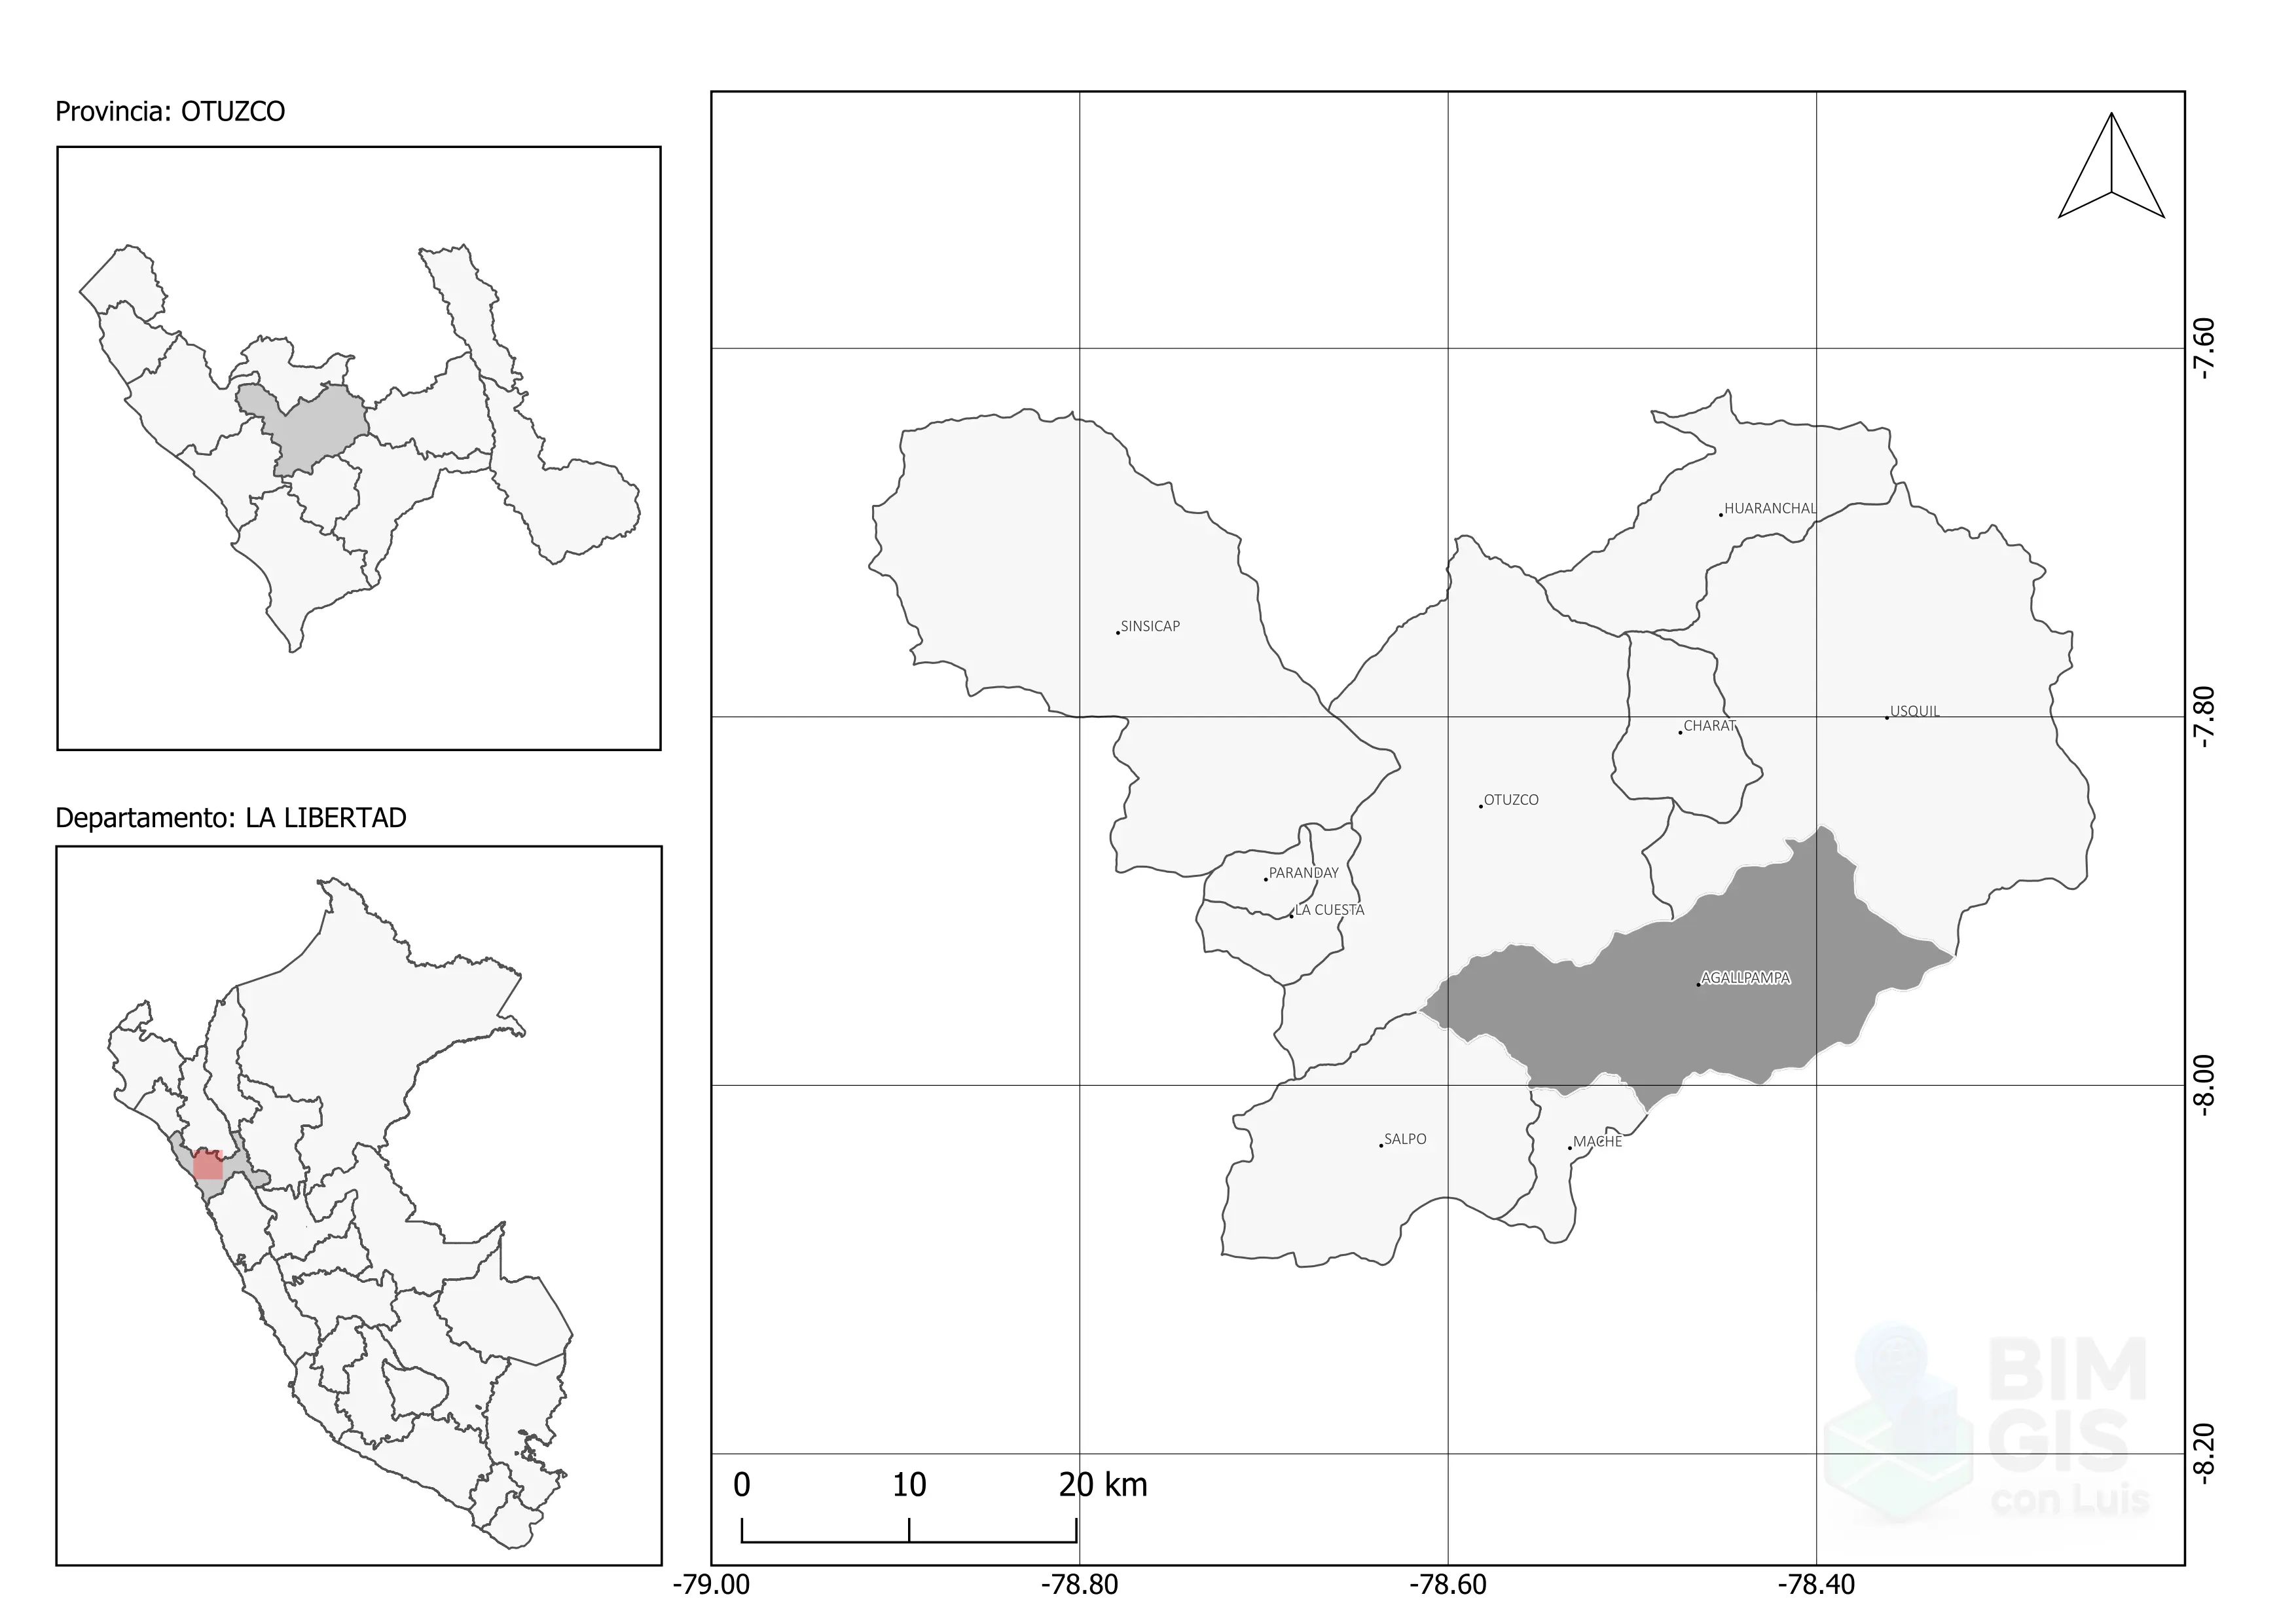 Provincia: OTUZCO
Departamento: LA LIBERTAD
HUARANCHAL
SINSICAP
USQUIL
CHARAT
OTUZCO
PARANDAY
LA CUESTA
AGALLPAMPA
SALPO
MACHE
-7.60
-7.80
-8.00
-8.20
BIM
GIS
con Luis
0 10 20 km
-79.00 -78.80 -78.60 -78.40